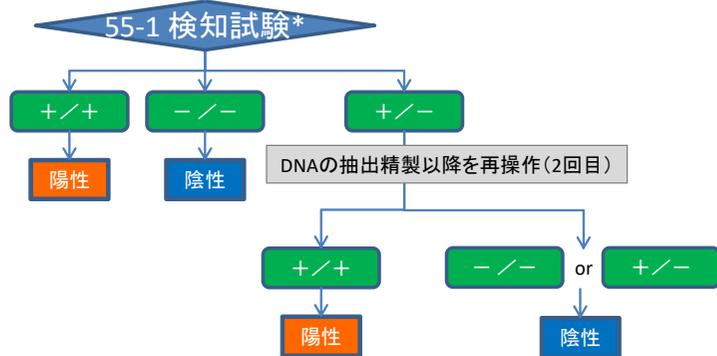 55-1 検知試験*
＋／＋
－／－
＋／－
陽性
陰性
DNAの抽出精製以降を再操作（2回目）
＋／＋
－／－ or ＋／－
陽性
陰性